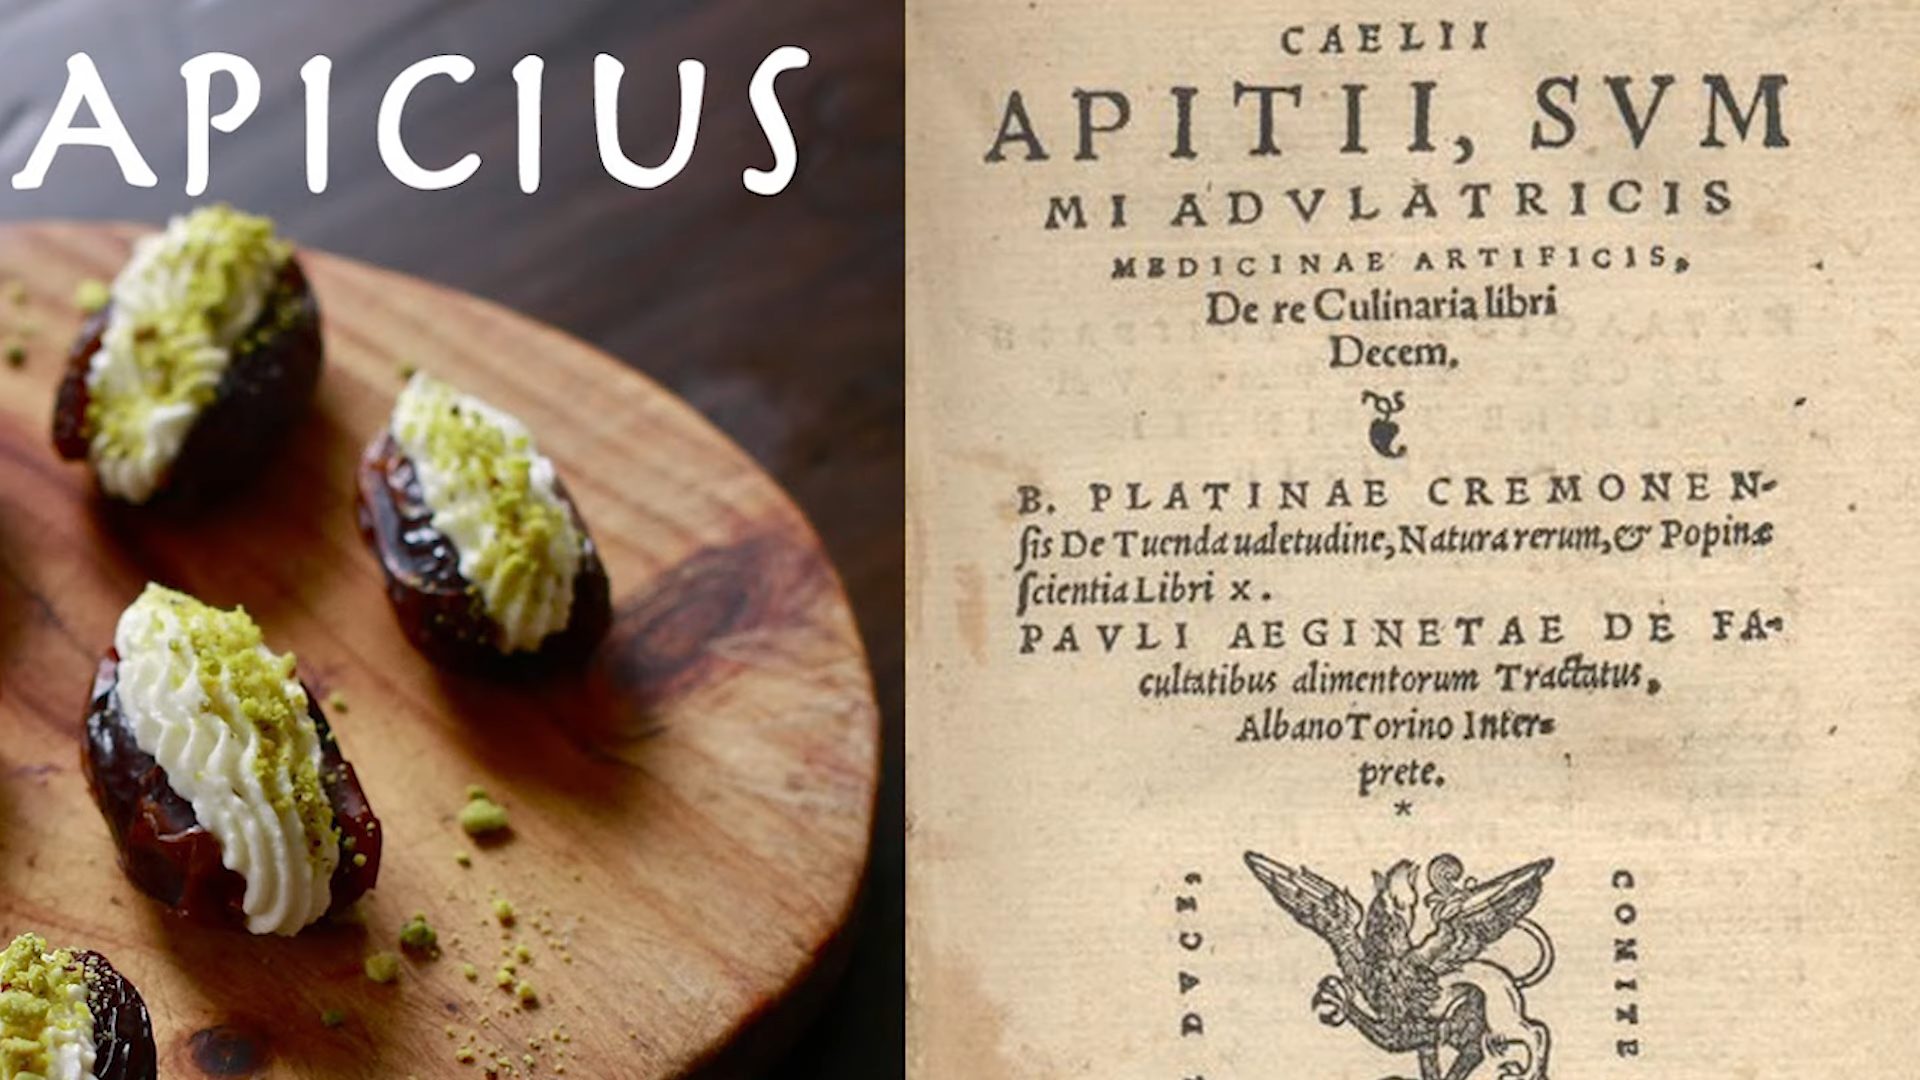 APICIUS
CAELII
APITII, SVM
MI ADVLATRICIS
MEDICINAE ARTIFICIS,
De re Culinaria libri
Decem.
B. PLATINAE CREMONEN-
ſis De Tuenda ualetudine, Natura rerum, & Popinæ
ſcientia Libri x.
PAVLI AEGINETAE DE FA-
cultatibus alimentorum Tractatus,
Albano Torino Inter-
prete.
*
DVCE,
COMITE